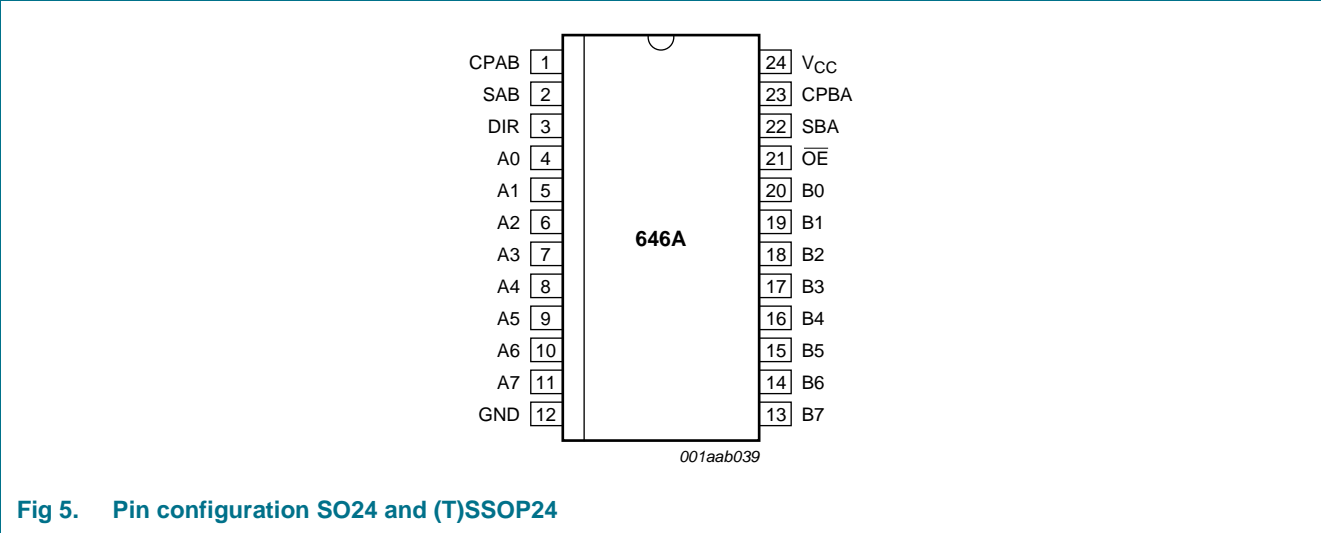 CPAB 1 24 VCC
SAB 2 23 CPBA
DIR 3 22 SBA
A0 4 21 O̅E̅
A1 5 20 B0
A2 6 19 B1
646A
A3 7 18 B2
A4 8 17 B3
A5 9 16 B4
A6 10 15 B5
A7 11 14 B6
GND 12 13 B7
001aab039
Fig 5. Pin configuration SO24 and (T)SSOP24